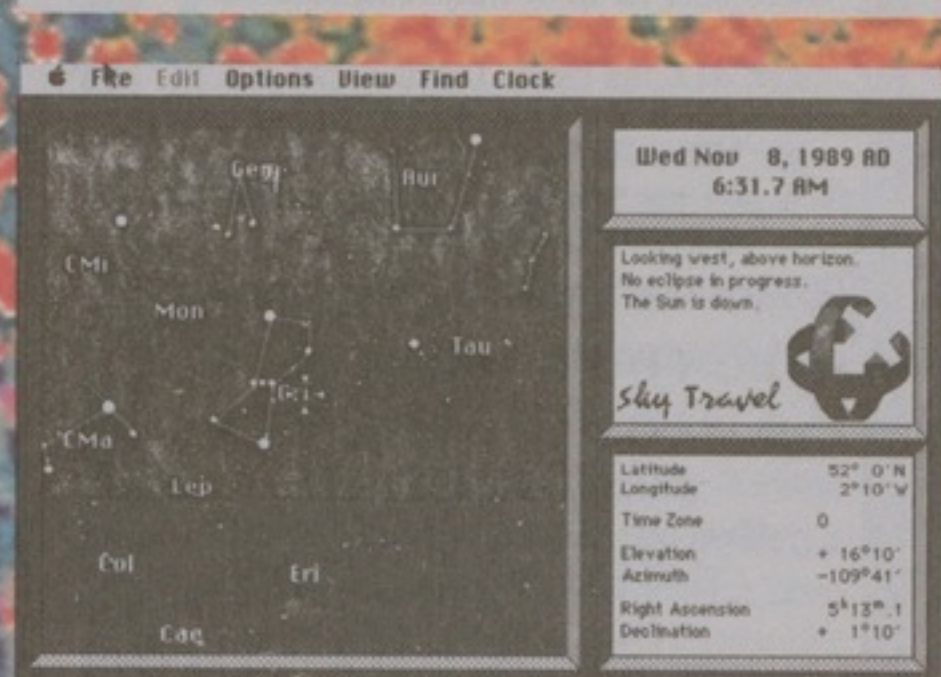 File Edit Options View Find Clock
Gem
Aur
CMi
Mon
Tau
Ori
CMa
Lep
Col
Eri
Cae
Wed Nov 8, 1989 AD
6:31.7 AM
Looking west, above horizon.
No eclipse in progress.
The Sun is down.
Sky Travel
Latitude 52° 0'N
Longitude 2°10'W
Time Zone 0
Elevation + 16°10'
Azimuth -109°41'
Right Ascension 5ʰ13ᵐ.1
Declination + 1°10'